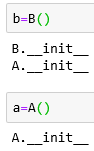 b=B()
B.__init__
A.__init__
a=A()
A.__init__